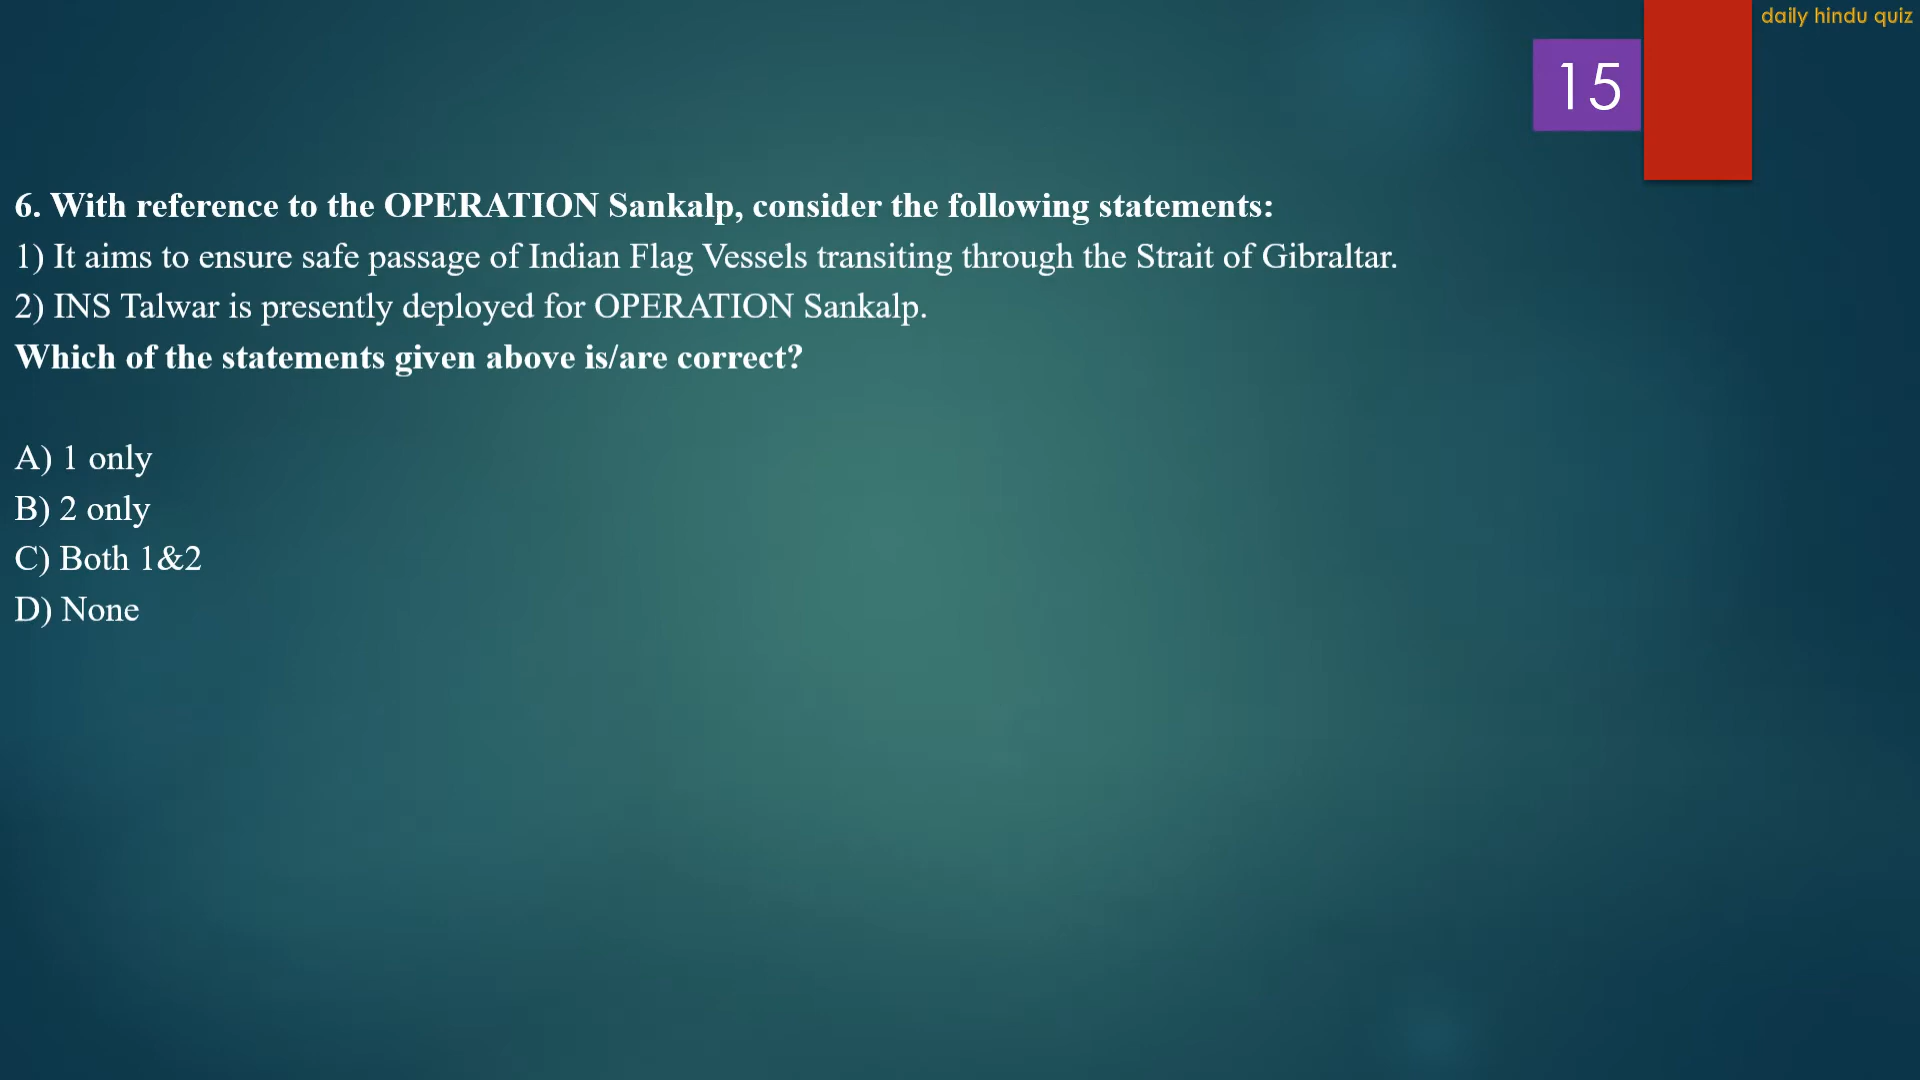 daily hindu quiz
15
6. With reference to the OPERATION Sankalp, consider the following statements:
1) It aims to ensure safe passage of Indian Flag Vessels transiting through the Strait of Gibraltar.
2) INS Talwar is presently deployed for OPERATION Sankalp.
Which of the statements given above is/are correct?
A) 1 only
B) 2 only
C) Both 1&2
D) None